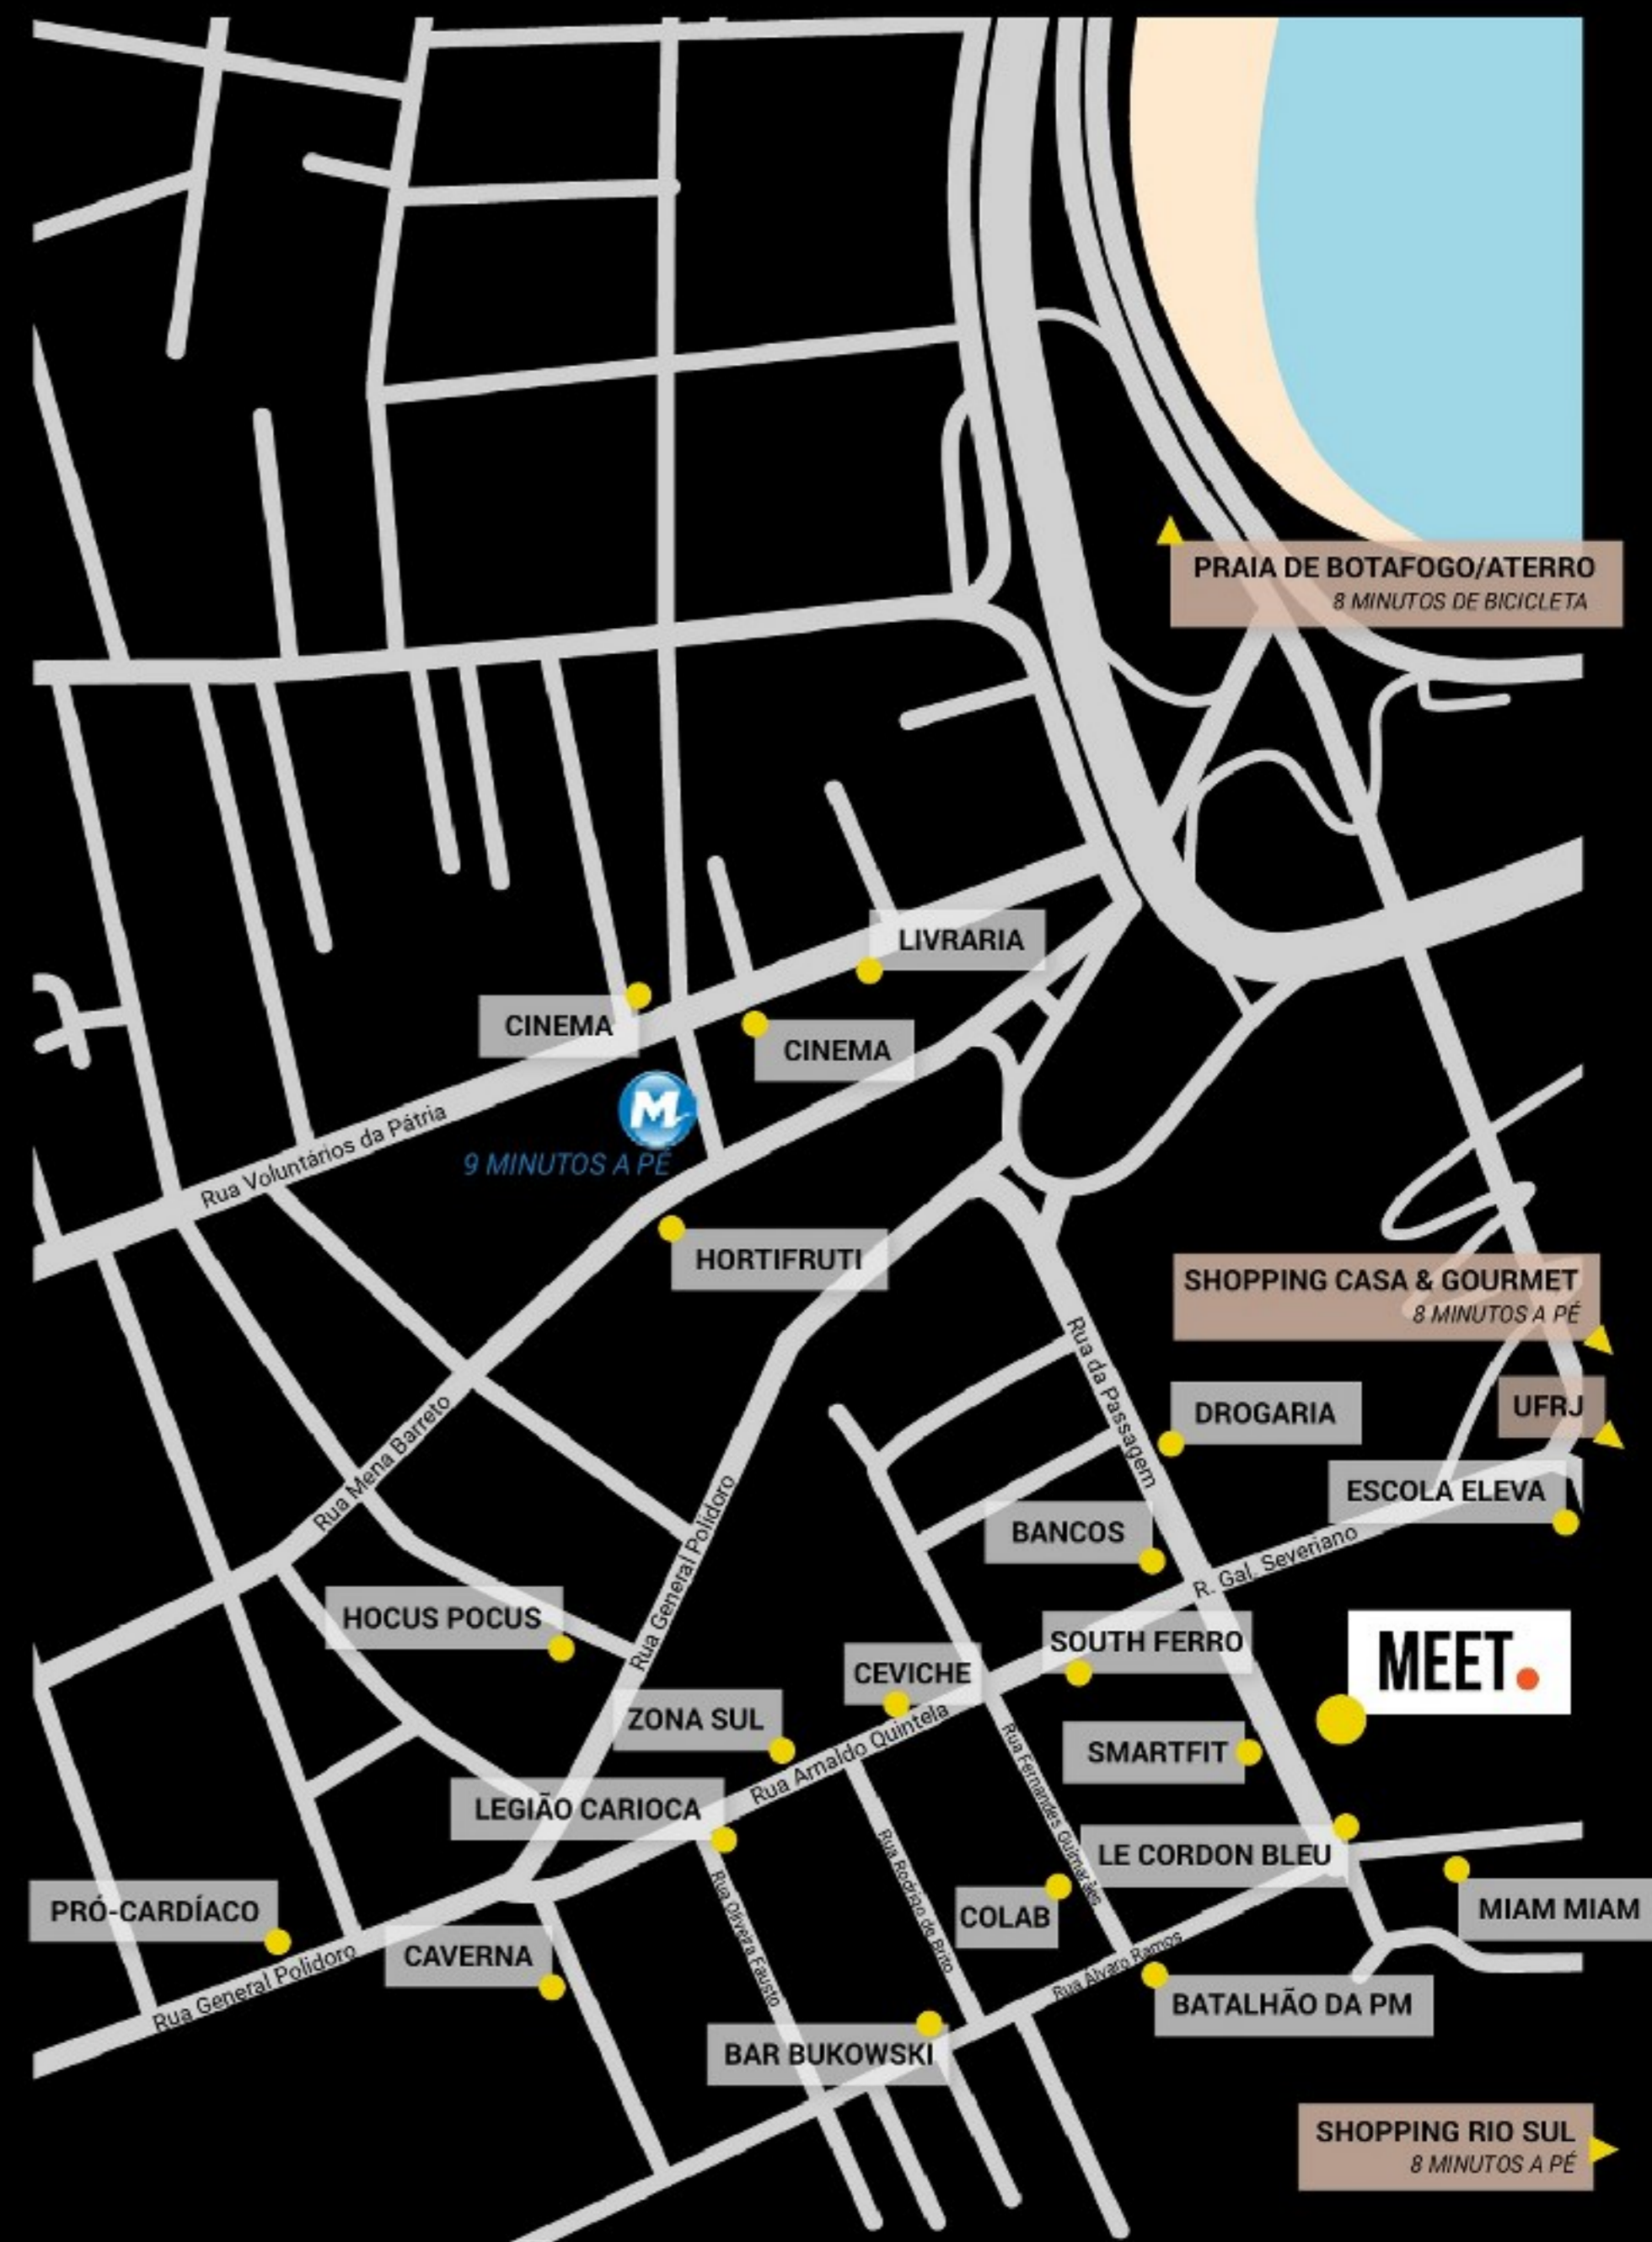 PRAIA DE BOTAFOGO/ATERRO
8 MINUTOS DE BICICLETA
LIVRARIA
CINEMA
CINEMA
M
9 MINUTOS A PÉ
Rua Voluntários da Pátria
HORTIFRUTI
SHOPPING CASA & GOURMET
8 MINUTOS A PÉ
Rua da Passagem
DROGARIA
UFRJ
Rua Mena Barreto
ESCOLA ELEVA
BANCOS
R. Gal. Severiano
Rua General Polidoro
HOCUS POCUS
SOUTH FERRO
MEET.
CEVICHE
ZONA SUL
Rua Arnaldo Quintela
SMARTFIT
Rua Fernandes Guimarães
LEGIÃO CARIOCA
LE CORDON BLEU
Rua Rodrigo de Brito
PRÓ-CARDÍACO
COLAB
MIAM MIAM
Rua Oliveira Fausto
CAVERNA
Rua General Polidoro
Rua Alvaro Ramos
BATALHÃO DA PM
BAR BUKOWSKI
SHOPPING RIO SUL
8 MINUTOS A PÉ